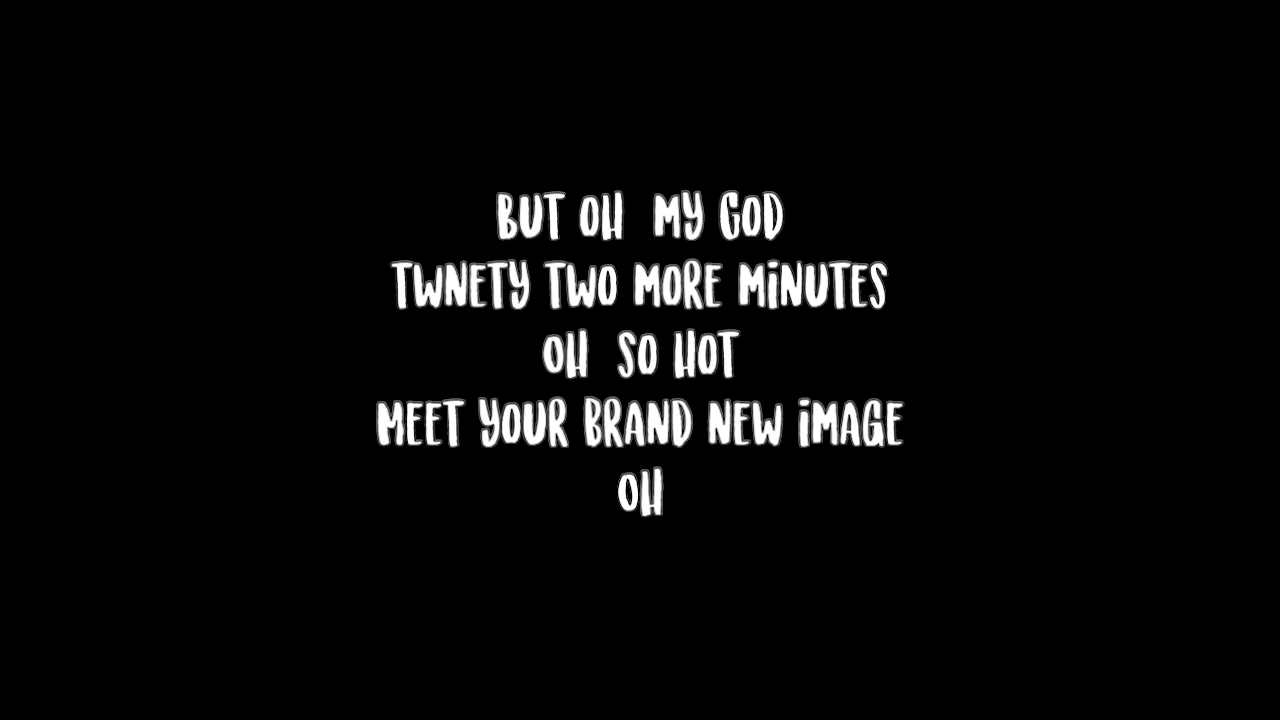 BUT OH  MY GOD
TWNETY TWO MORE MINUTES
OH  SO HOT
MEET YOUR BRAND NEW iMAGE
OH